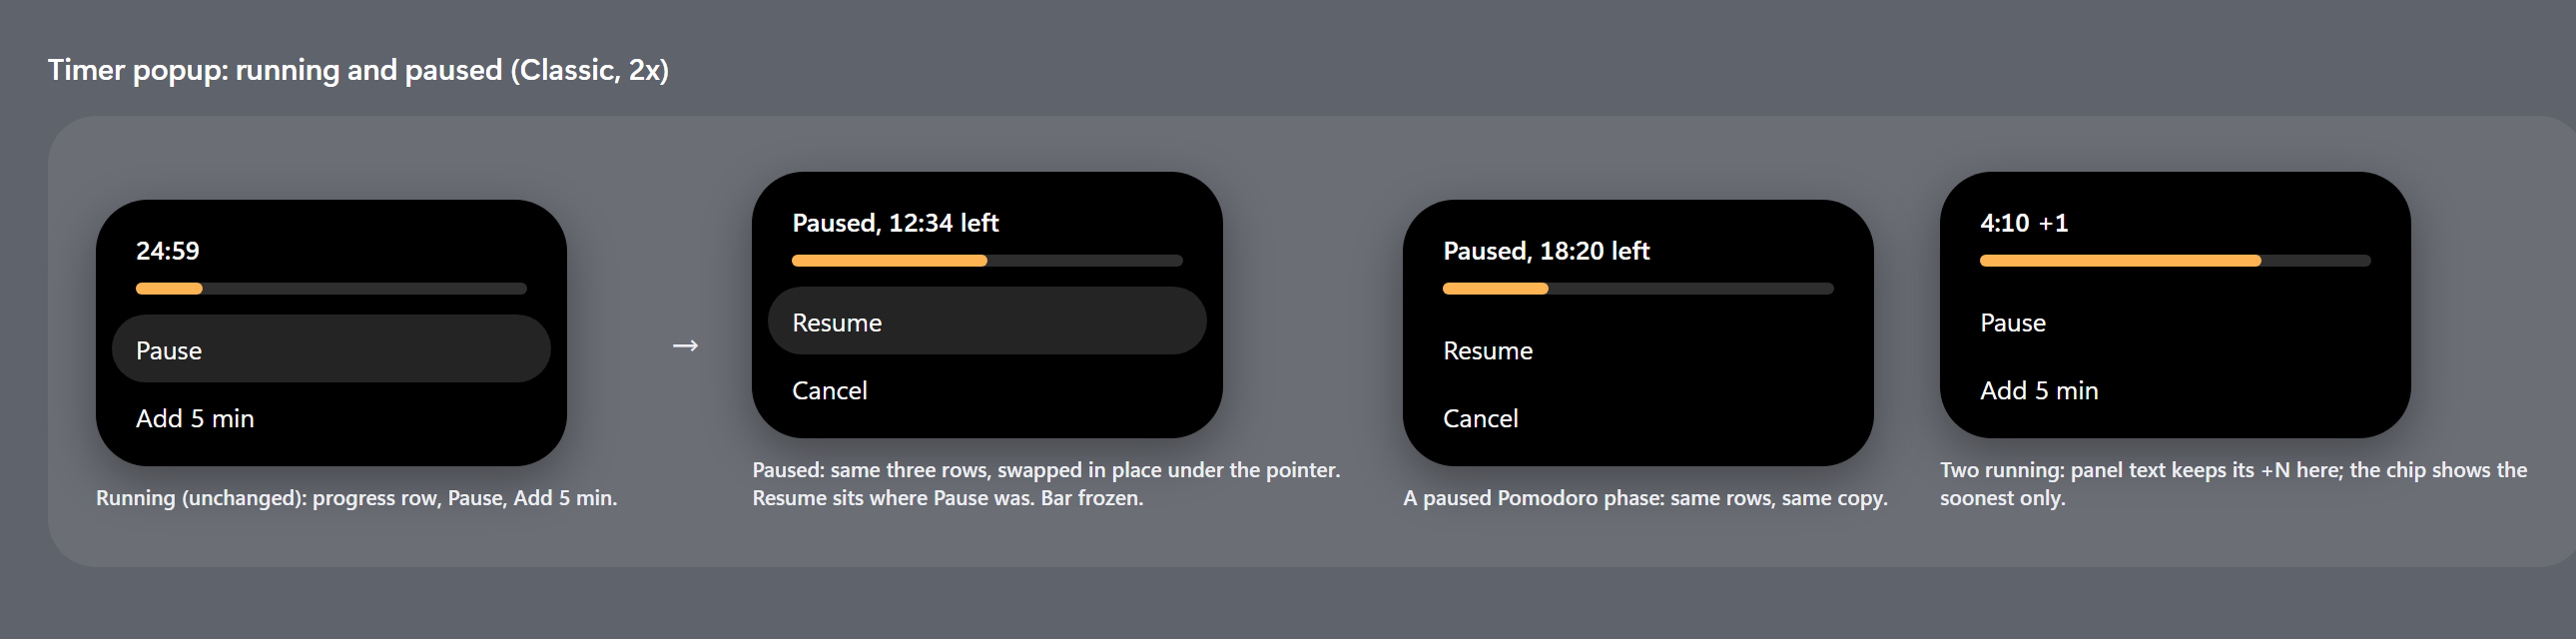 Timer popup: running and paused (Classic, 2x)
24:59
Pause
Add 5 min
Running (unchanged): progress row, Pause, Add 5 min.
→
Paused, 12:34 left
Resume
Cancel
Paused: same three rows, swapped in place under the pointer.
Resume sits where Pause was. Bar frozen.
Paused, 18:20 left
Resume
Cancel
A paused Pomodoro phase: same rows, same copy.
4:10 +1
Pause
Add 5 min
Two running: panel text keeps its +N here; the chip shows the
soonest only.